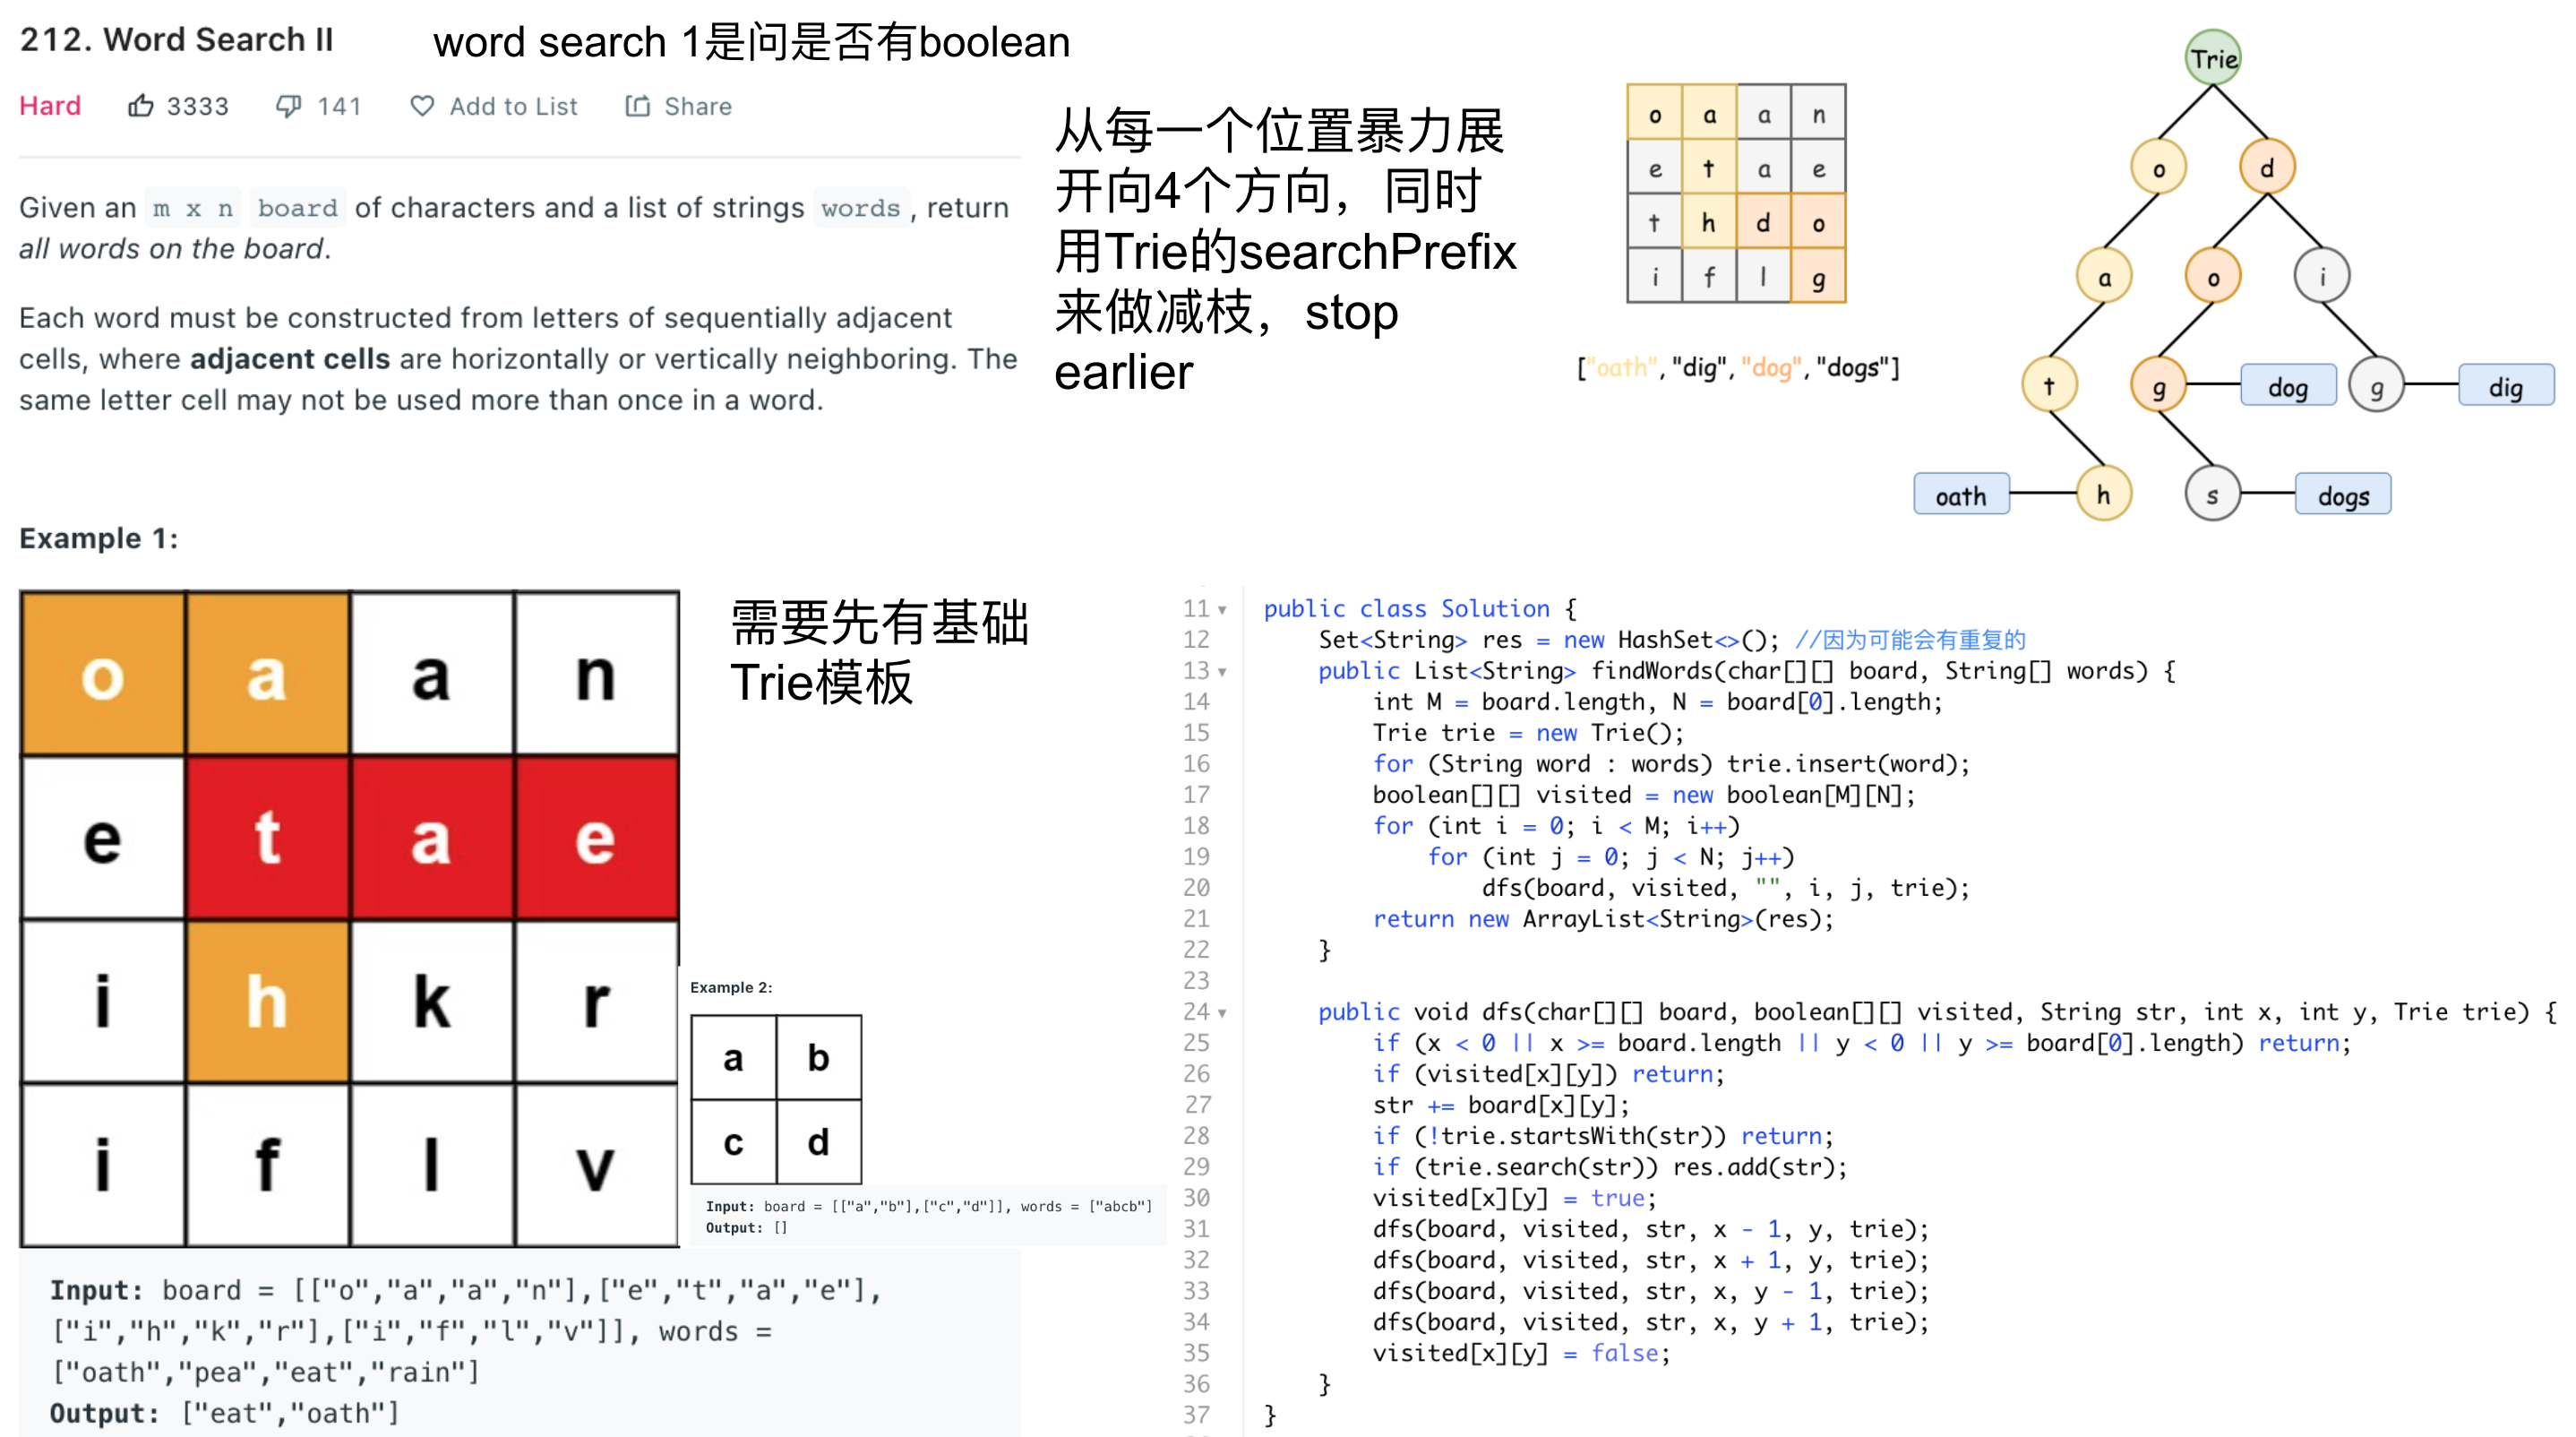 212. Word Search II
word search 1是问是否有boolean
Hard 3333 141 Add to List Share
Given an m x n board of characters and a list of strings words, return
all words on the board.
Each word must be constructed from letters of sequentially adjacent
cells, where adjacent cells are horizontally or vertically neighboring. The
same letter cell may not be used more than once in a word.
从每一个位置暴力展
开向4个方向，同时
用Trie的searchPrefix
来做减枝，stop
earlier
o a a n
e t a e
t h d o
i f l g
["oath", "dig", "dog", "dogs"]
Trie
o d
a o i
t g dog g dig
oath h s dogs
Example 1:
o a a n
e t a e
i h k r
i f l v
需要先有基础
Trie模板
Example 2:
a b
c d
Input: board = [["a","b"],["c","d"]], words = ["abcb"]
Output: []
Input: board = [["o","a","a","n"],["e","t","a","e"],
["i","h","k","r"],["i","f","l","v"]], words =
["oath","pea","eat","rain"]
Output: ["eat","oath"]
11 public class Solution {
12 Set<String> res = new HashSet<>(); //因为可能会有重复的
13 public List<String> findWords(char[][] board, String[] words) {
14 int M = board.length, N = board[0].length;
15 Trie trie = new Trie();
16 for (String word : words) trie.insert(word);
17 boolean[][] visited = new boolean[M][N];
18 for (int i = 0; i < M; i++)
19 for (int j = 0; j < N; j++)
20 dfs(board, visited, "", i, j, trie);
21 return new ArrayList<String>(res);
22 }
23
24 public void dfs(char[][] board, boolean[][] visited, String str, int x, int y, Trie trie) {
25 if (x < 0 || x >= board.length || y < 0 || y >= board[0].length) return;
26 if (visited[x][y]) return;
27 str += board[x][y];
28 if (!trie.startsWith(str)) return;
29 if (trie.search(str)) res.add(str);
30 visited[x][y] = true;
31 dfs(board, visited, str, x - 1, y, trie);
32 dfs(board, visited, str, x + 1, y, trie);
33 dfs(board, visited, str, x, y - 1, trie);
34 dfs(board, visited, str, x, y + 1, trie);
35 visited[x][y] = false;
36 }
37 }